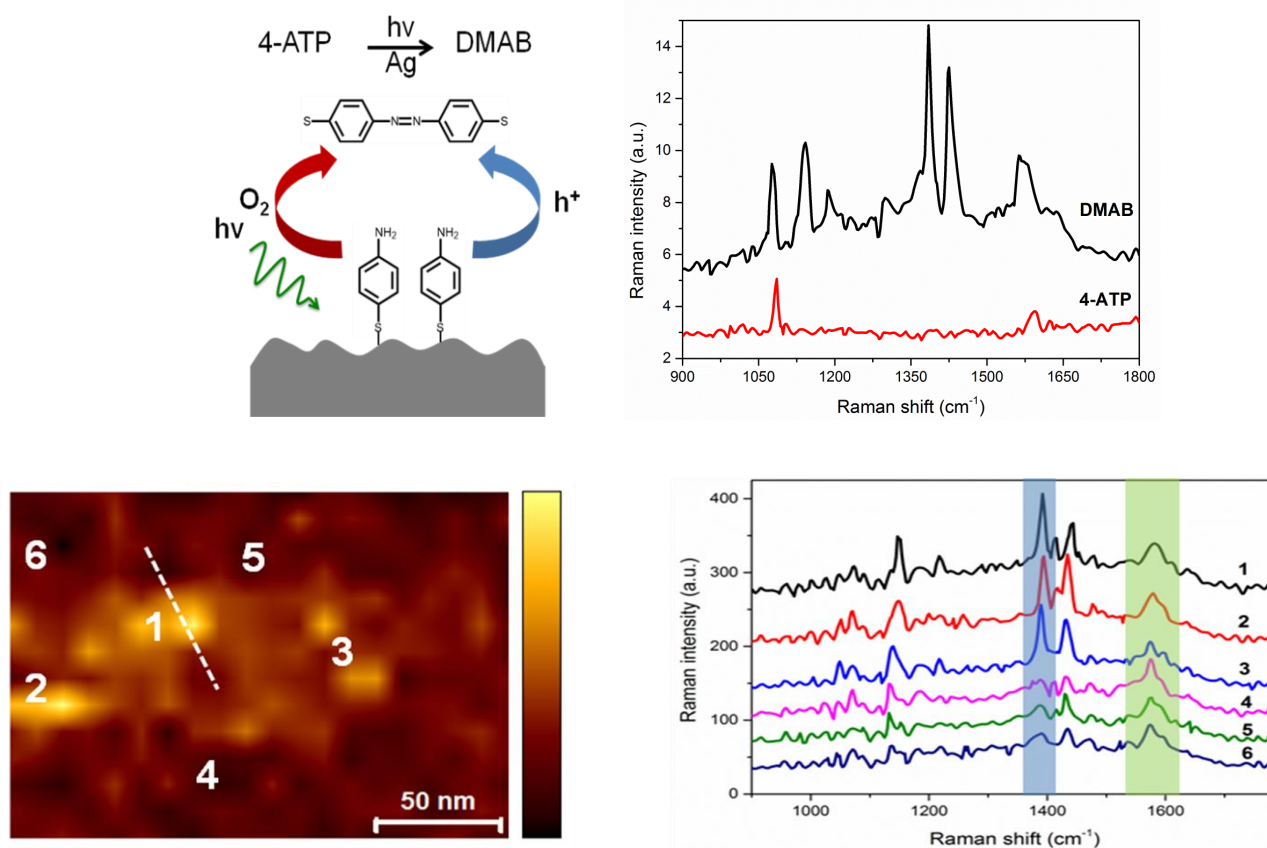 4-ATP hν DMAB
Ag
S N=N S
O₂ h⁺
hν
NH₂ NH₂
S S
Raman intensity (a.u.)
14
12
10
8
6
4
2
DMAB
4-ATP
900 1050 1200 1350 1500 1650 1800
Raman shift (cm⁻¹)
6 5
1
3
2
4
50 nm
Raman intensity (a.u.)
400
300
200
100
0
1
2
3
4
5
6
1000 1200 1400 1600
Raman shift (cm⁻¹)